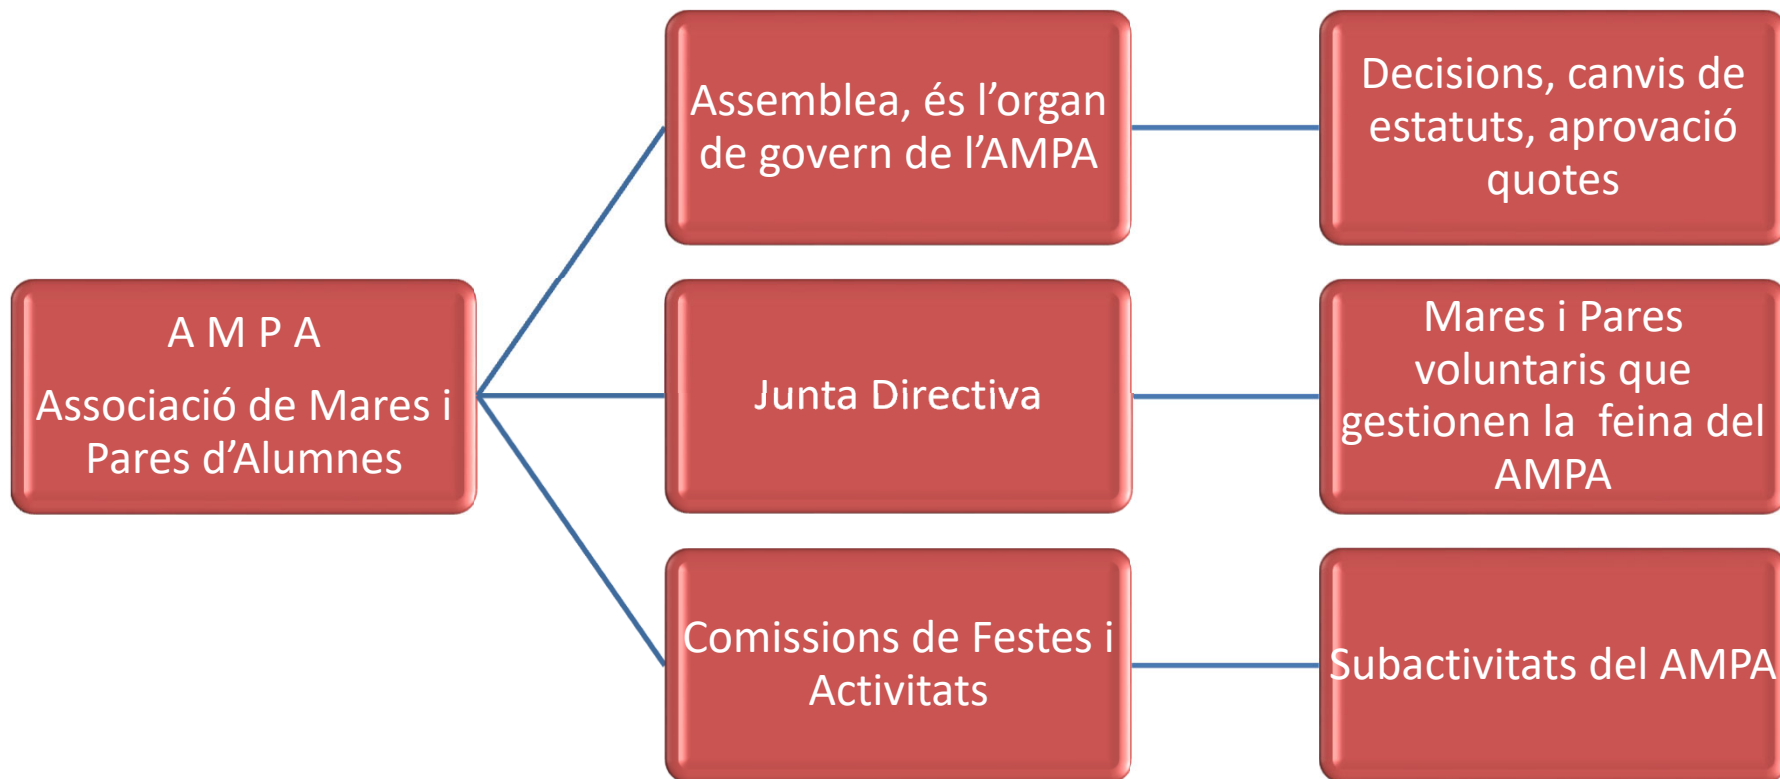 A M P A
Associació de Mares i
Pares d’Alumnes
Assemblea, és l’organ
de govern de l’AMPA
Decisions, canvis de
estatuts, aprovació
quotes
Junta Directiva
Mares i Pares
voluntaris que
gestionen la  feina del
AMPA
Comissions de Festes i
Activitats
Subactivitats del AMPA